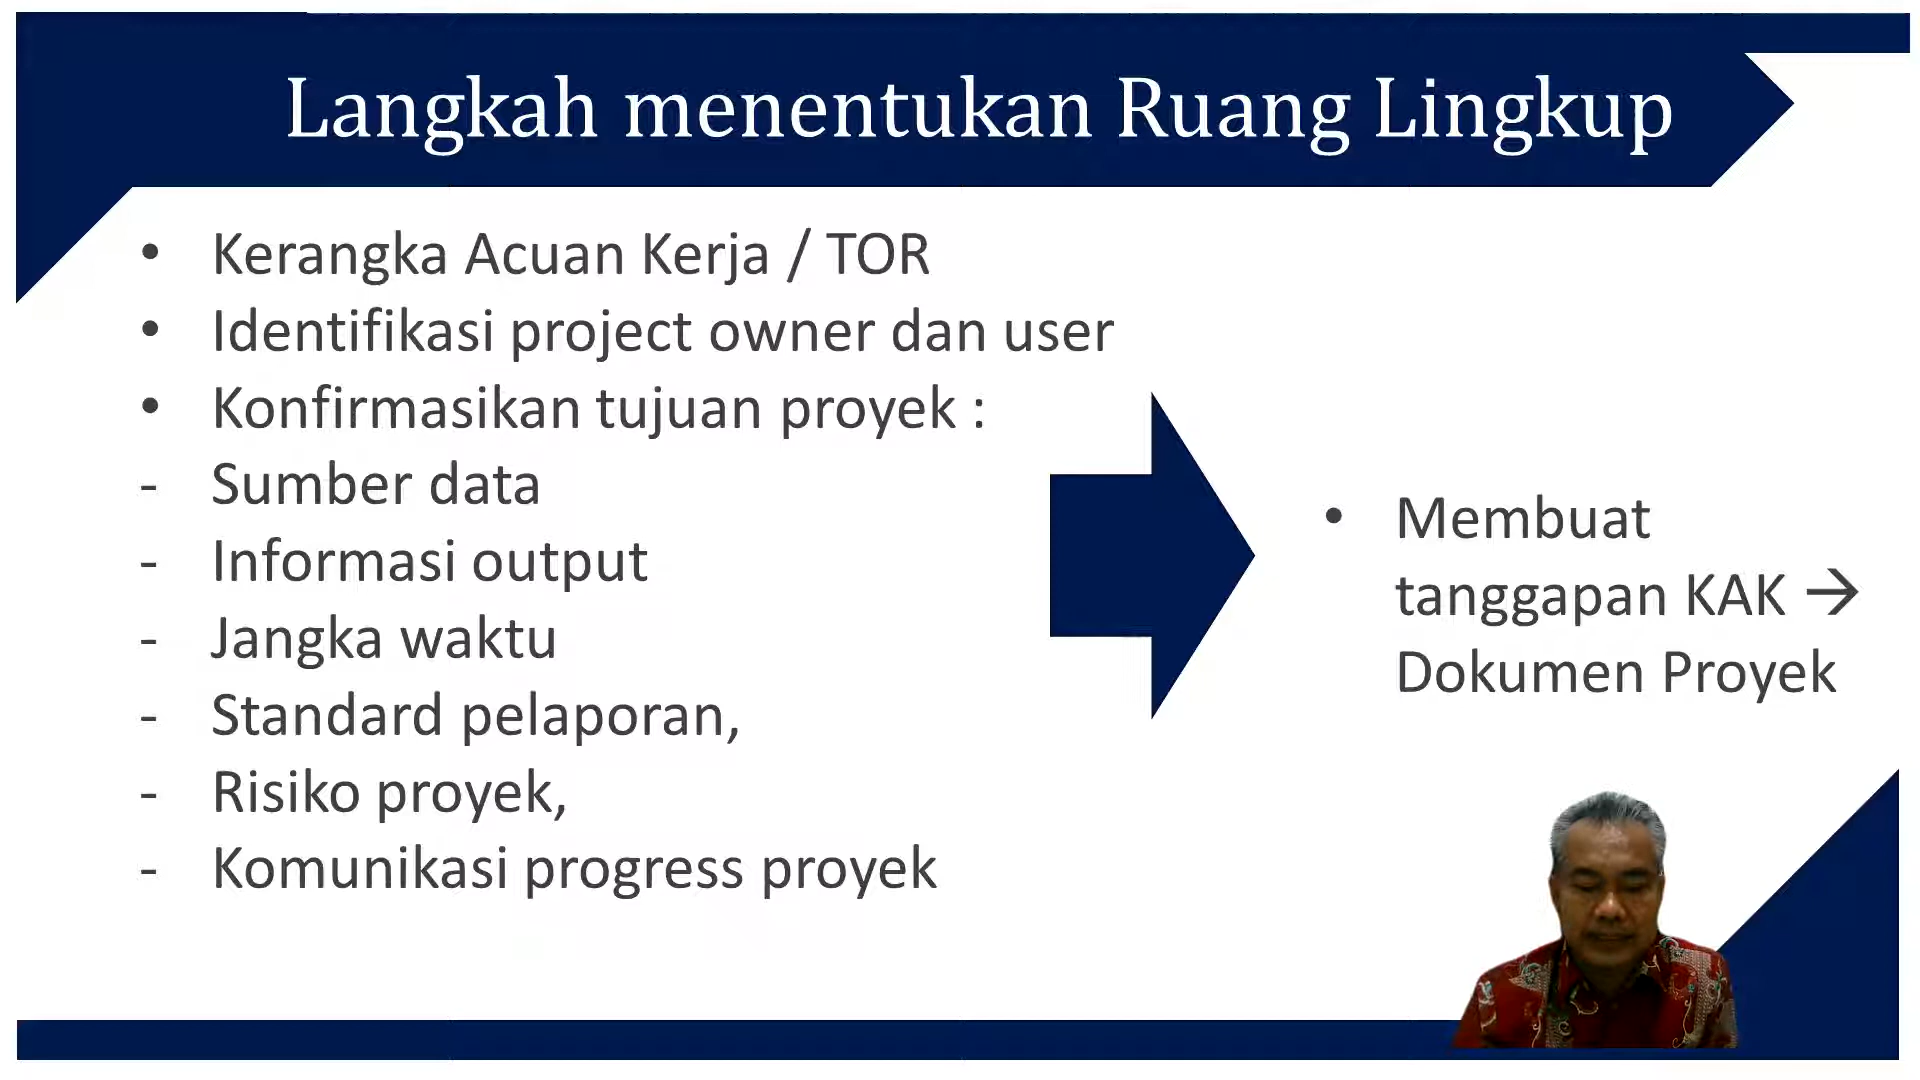 Langkah menentukan Ruang Lingkup
• Kerangka Acuan Kerja / TOR
• Identifikasi project owner dan user
• Konfirmasikan tujuan proyek :
- Sumber data
- Informasi output
- Jangka waktu
- Standard pelaporan,
- Risiko proyek,
- Komunikasi progress proyek
• Membuat
tanggapan KAK →
Dokumen Proyek